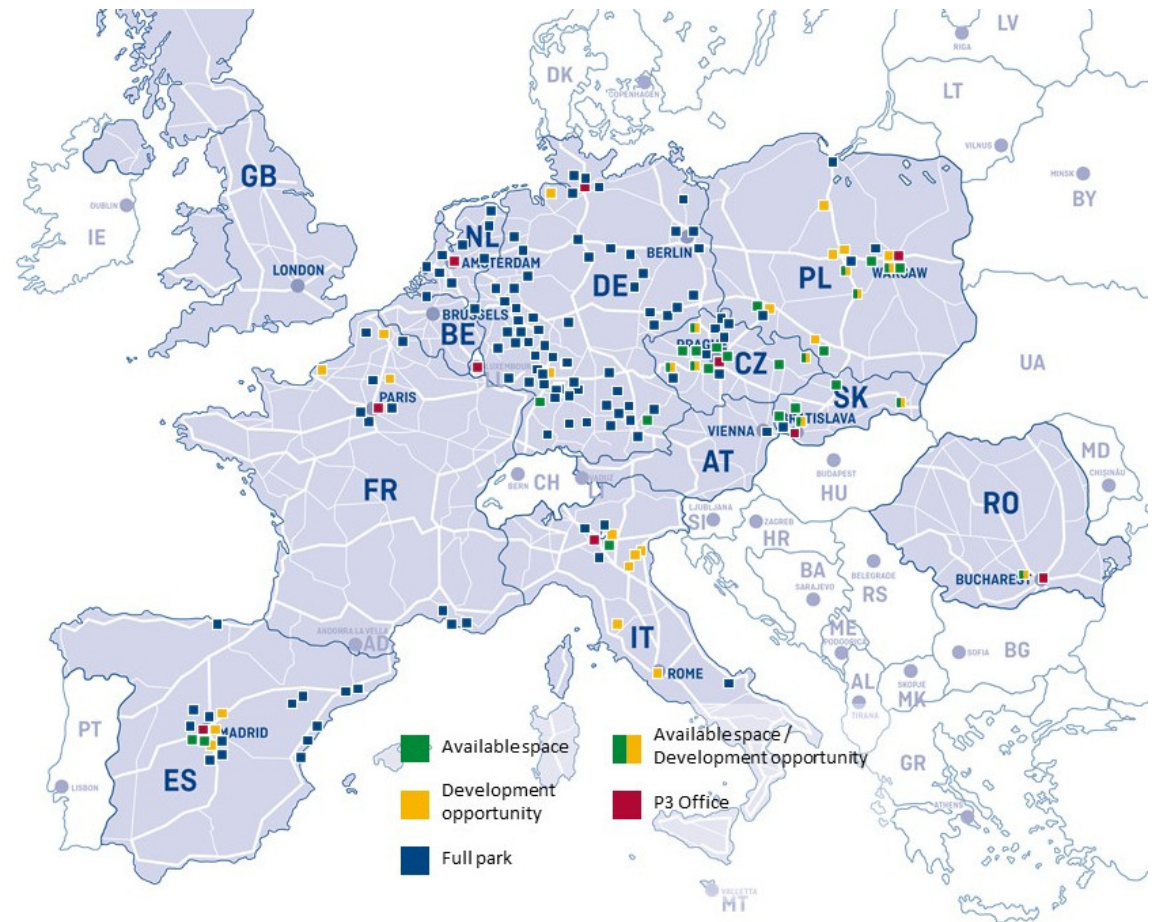 LV
RIGA
DK
COPENHAGEN
LT
VILNIUS
MINSK
BY
GB
DUBLIN
IE
NL
AMSTERDAM
BERLIN
LONDON
DE
PL
WARSAW
BRUSSELS
BE
PRAGUE
CZ
UA
LUXEMBOURG
PARIS
SK
BRATISLAVA
VIENNA
AT
MD
CHIȘINĂU
BERN
CH
LI
BUDAPEST
HU
FR
RO
LJUBLJANA
SI
ZAGREB
HR
BA
SARAJEVO
BELGRADE
RS
BUCHAREST
ANDORRA LA VELLA
AD
IT
ME
PODGORICA
SOFIA
BG
ROME
AL
TIRANA
SKOPJE
MK
PT
MADRID
LISBON
ES
GR
ATHENS
Available space
Available space /
Development opportunity
Development
opportunity
P3 Office
Full park
VALLETTA
MT